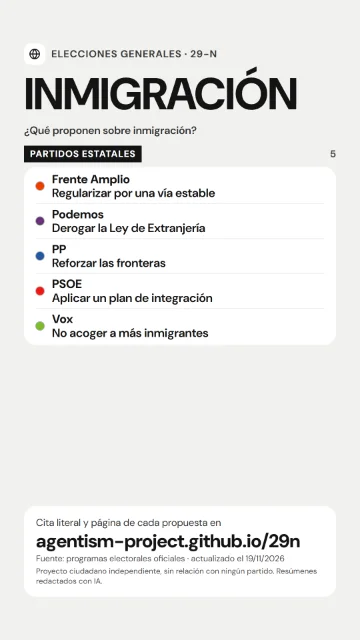 ELECCIONES GENERALES · 29-N
INMIGRACIÓN
¿Qué proponen sobre inmigración?
PARTIDOS ESTATALES 5
Frente Amplio
Regularizar por una vía estable
Podemos
Derogar la Ley de Extranjería
PP
Reforzar las fronteras
PSOE
Aplicar un plan de integración
Vox
No acoger a más inmigrantes
Cita literal y página de cada propuesta en
agentism-project.github.io/29n
Fuente: programas electorales oficiales · actualizado el 19/11/2026
Proyecto ciudadano independiente, sin relación con ningún partido. Resúmenes
redactados con IA.